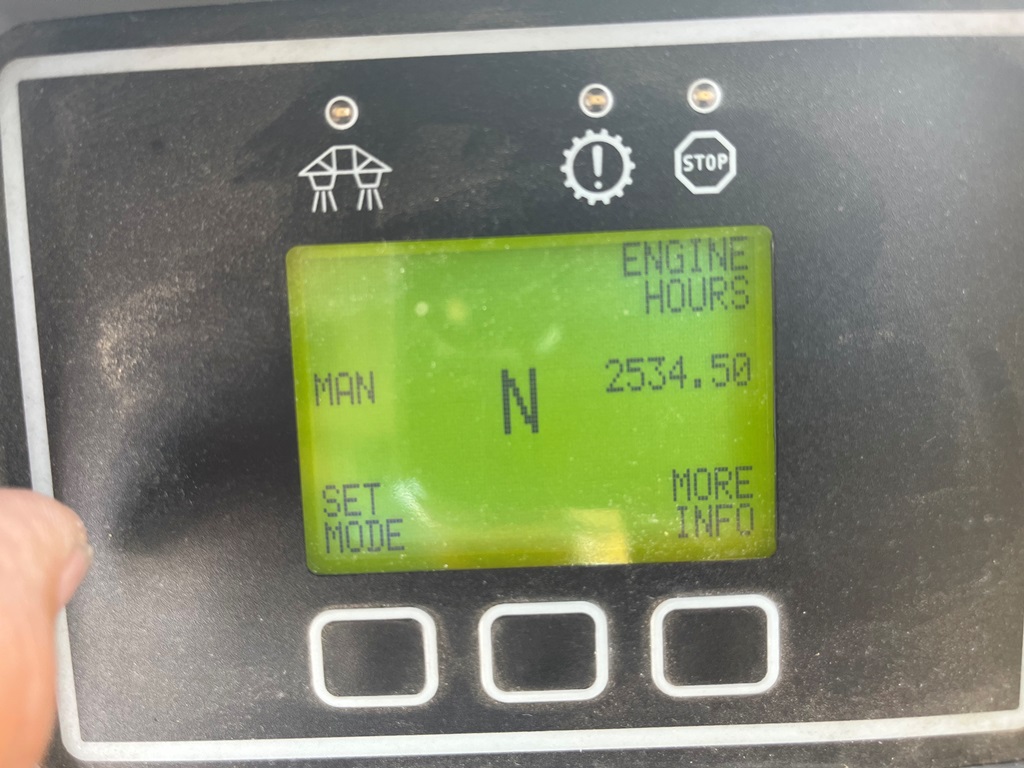 STOP
ENGINE
HOURS
MAN
N
2534.50
SET
MODE
MORE
INFO